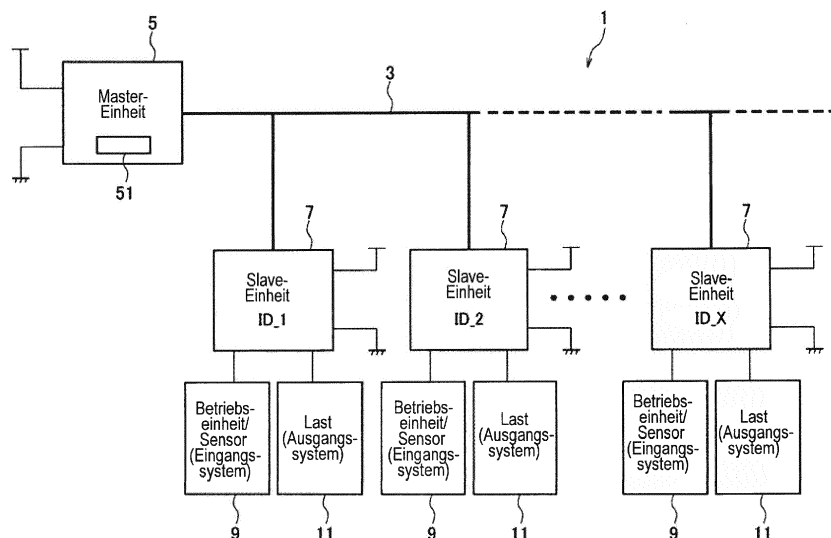 1
5
3
Master-
Einheit
51
7
7
7
Slave-
Einheit
ID_1
Slave-
Einheit
ID_2
Slave-
Einheit
ID_X
Betriebs-
einheit/
Sensor
(Eingangs-
system)
Last
(Ausgangs-
system)
Betriebs-
einheit/
Sensor
(Eingangs-
system)
Last
(Ausgangs-
system)
Betriebs-
einheit/
Sensor
(Eingangs-
system)
Last
(Ausgangs-
system)
9
11
9
11
9
11